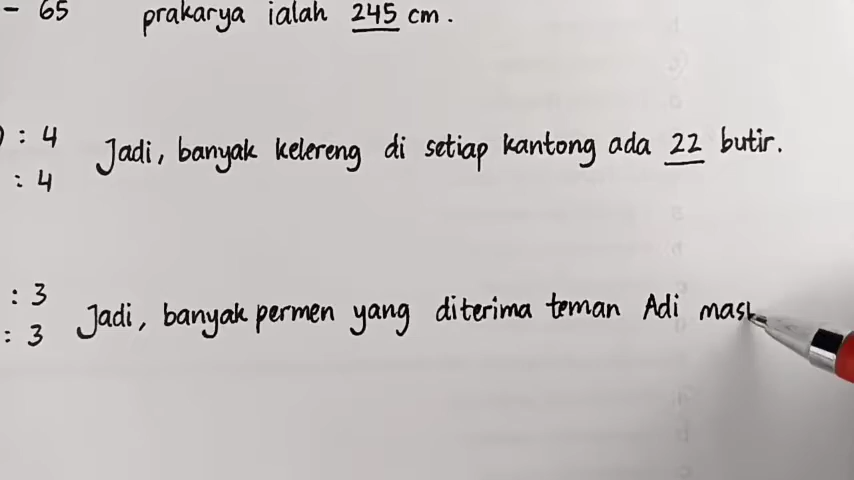 - 65 prakarya ialah 245 cm.
) : 4 Jadi, banyak kelereng di setiap kantong ada 22 butir.
: 4
: 3 Jadi, banyak permen yang diterima teman Adi mas
: 3